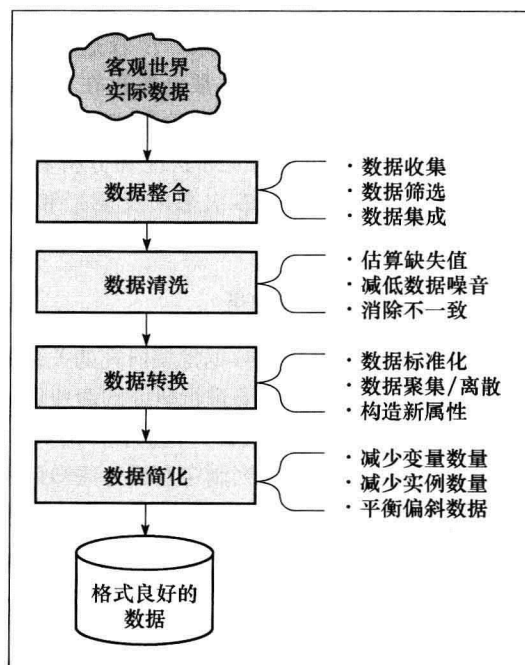 客观世界
实际数据
数据整合
· 数据收集
· 数据筛选
· 数据集成
数据清洗
· 估算缺失值
· 减低数据噪音
· 消除不一致
数据转换
· 数据标准化
· 数据聚集/离散
· 构造新属性
数据简化
· 减少变量数量
· 减少实例数量
· 平衡偏斜数据
格式良好的
数据